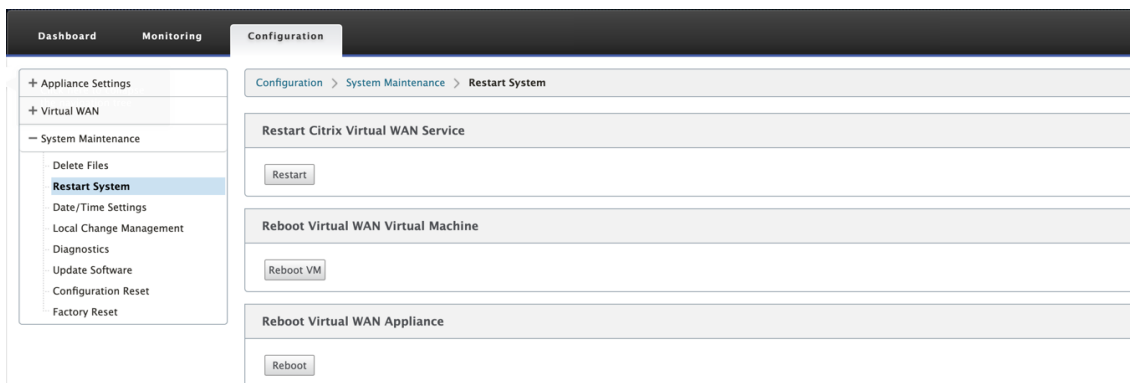 Dashboard Monitoring Configuration
+ Appliance Settings
+ Virtual WAN
− System Maintenance
Delete Files
Restart System
Date/Time Settings
Local Change Management
Diagnostics
Update Software
Configuration Reset
Factory Reset
Configuration > System Maintenance > Restart System
Restart Citrix Virtual WAN Service
Restart
Reboot Virtual WAN Virtual Machine
Reboot VM
Reboot Virtual WAN Appliance
Reboot